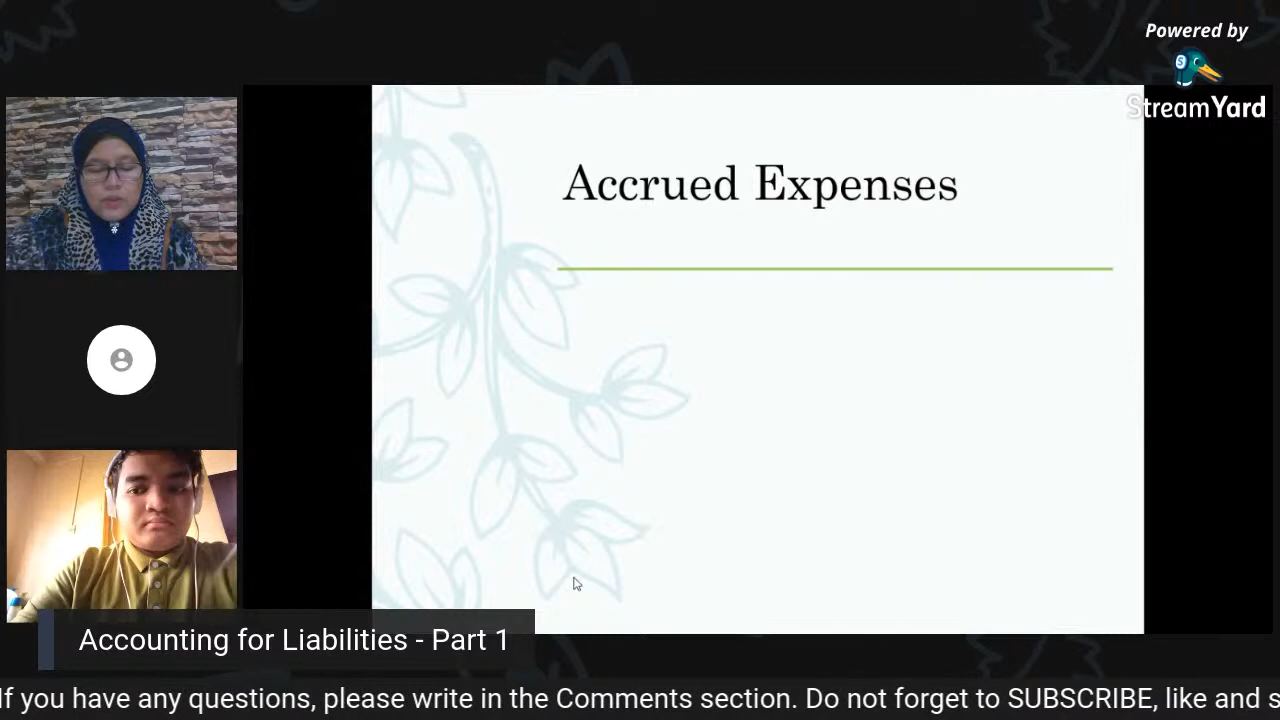 Powered by
StreamYard
Accrued Expenses
Accounting for Liabilities - Part 1
If you have any questions, please write in the Comments section. Do not forget to SUBSCRIBE, like and s